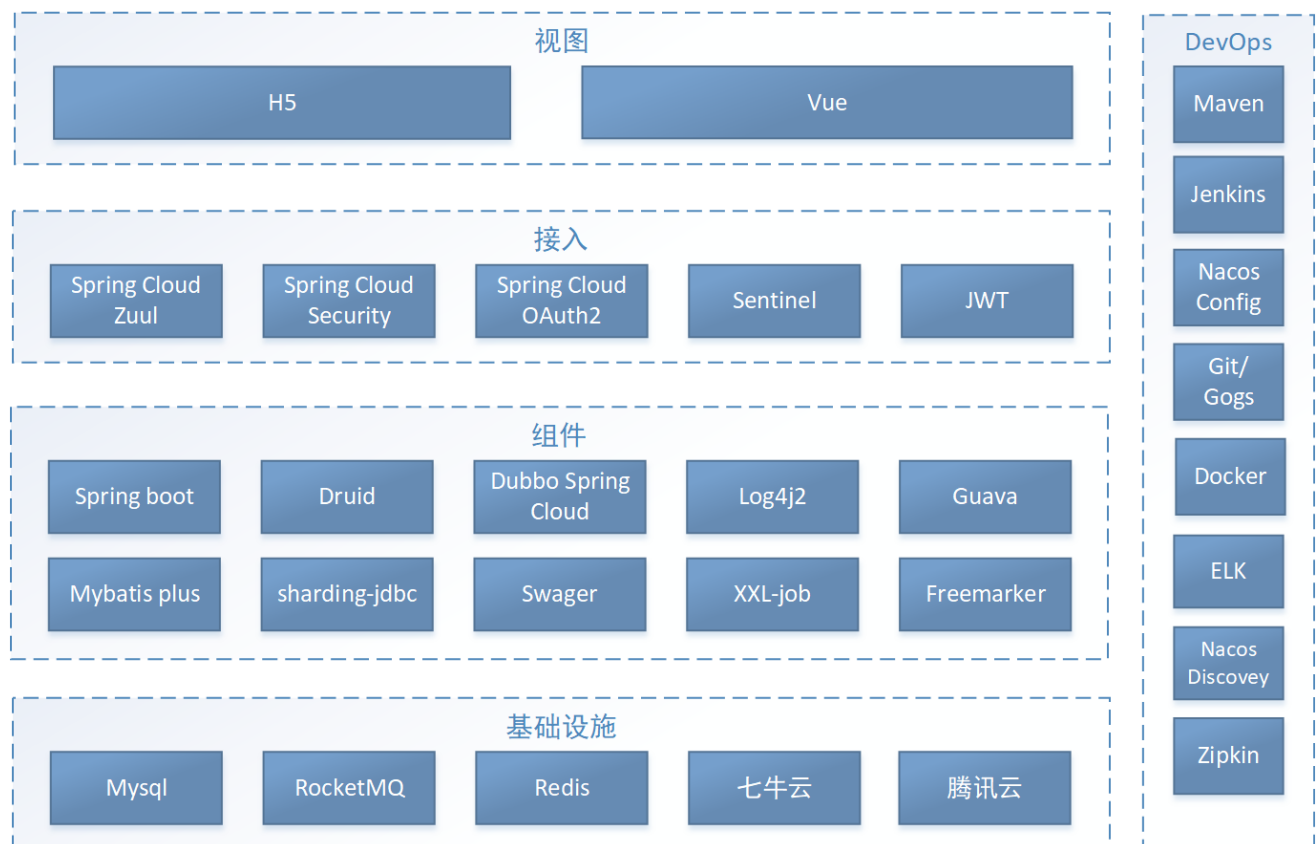 视图
H5
Vue
接入
Spring Cloud
Zuul
Spring Cloud
Security
Spring Cloud
OAuth2
Sentinel
JWT
组件
Spring boot
Druid
Dubbo Spring
Cloud
Log4j2
Guava
Mybatis plus
sharding-jdbc
Swager
XXL-job
Freemarker
基础设施
Mysql
RocketMQ
Redis
七牛云
腾讯云
DevOps
Maven
Jenkins
Nacos
Config
Git/
Gogs
Docker
ELK
Nacos
Discovey
Zipkin